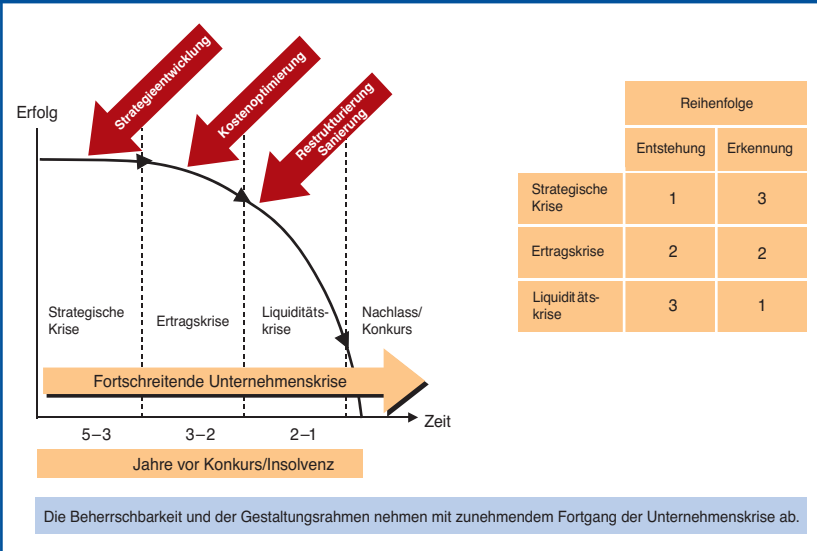 Strategieentwicklung
Kostenoptimierung
Restrukturierung
Sanierung
Erfolg
Strategische
Krise
Ertragskrise
Liquiditäts-
krise
Nachlass/
Konkurs
Fortschreitende Unternehmenskrise
Zeit
5–3
3–2
2–1
Jahre vor Konkurs/Insolvenz
Reihenfolge
Entstehung Erkennung
Strategische
Krise
1 3
Ertragskrise 2 2
Liquiditäts-
krise
3 1
Die Beherrschbarkeit und der Gestaltungsrahmen nehmen mit zunehmendem Fortgang der Unternehmenskrise ab.